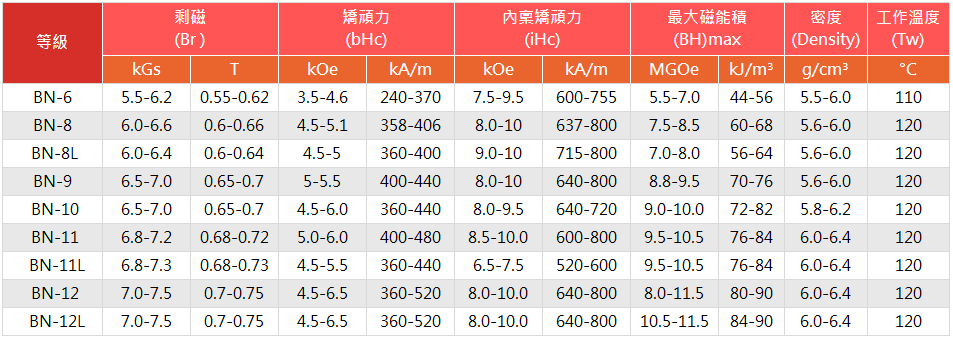 等級 剩磁 矯頑力 內稟矯頑力 最大磁能積 密度 工作溫度
(Br ) (bHc) (iHc) (BH)max (Density) (Tw)
kGs T kOe kA/m kOe kA/m MGOe kJ/m³ g/cm³ °C
BN-6 5.5-6.2 0.55-0.62 3.5-4.6 240-370 7.5-9.5 600-755 5.5-7.0 44-56 5.5-6.0 110
BN-8 6.0-6.6 0.6-0.66 4.5-5.1 358-406 8.0-10 637-800 7.5-8.5 60-68 5.6-6.0 120
BN-8L 6.0-6.4 0.6-0.64 4.5-5 360-400 9.0-10 715-800 7.0-8.0 56-64 5.6-6.0 120
BN-9 6.5-7.0 0.65-0.7 5-5.5 400-440 8.0-10 640-800 8.8-9.5 70-76 5.6-6.0 120
BN-10 6.5-7.0 0.65-0.7 4.5-6.0 360-440 8.0-9.5 640-720 9.0-10.0 72-82 5.8-6.2 120
BN-11 6.8-7.2 0.68-0.72 5.0-6.0 400-480 8.5-10.0 600-800 9.5-10.5 76-84 6.0-6.4 120
BN-11L 6.8-7.3 0.68-0.73 4.5-5.5 360-440 6.5-7.5 520-600 9.5-10.5 76-84 6.0-6.4 120
BN-12 7.0-7.5 0.7-0.75 4.5-6.5 360-520 8.0-10.0 640-800 8.0-11.5 80-90 6.0-6.4 120
BN-12L 7.0-7.5 0.7-0.75 4.5-6.5 360-520 8.0-10.0 640-800 10.5-11.5 84-90 6.0-6.4 120